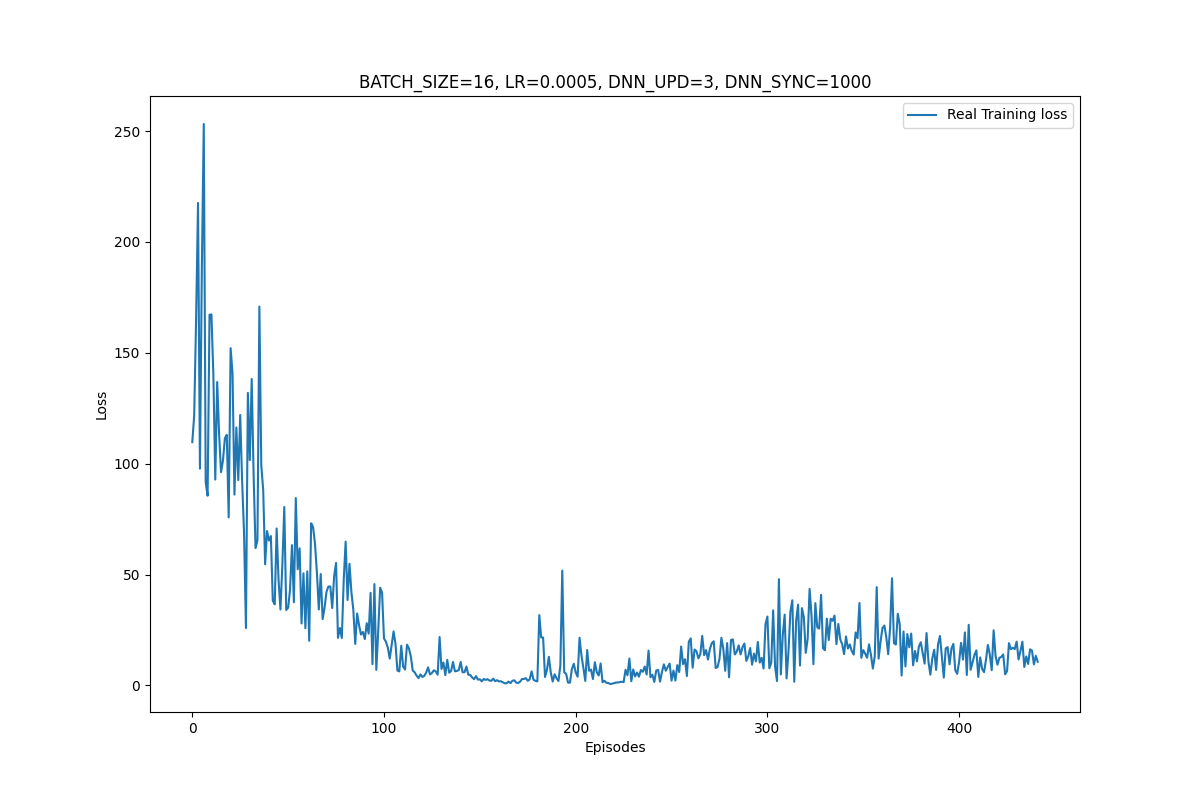 BATCH_SIZE=16, LR=0.0005, DNN_UPD=3, DNN_SYNC=1000
Real Training loss
250
200
150
100
50
0
Loss
0 100 200 300 400
Episodes